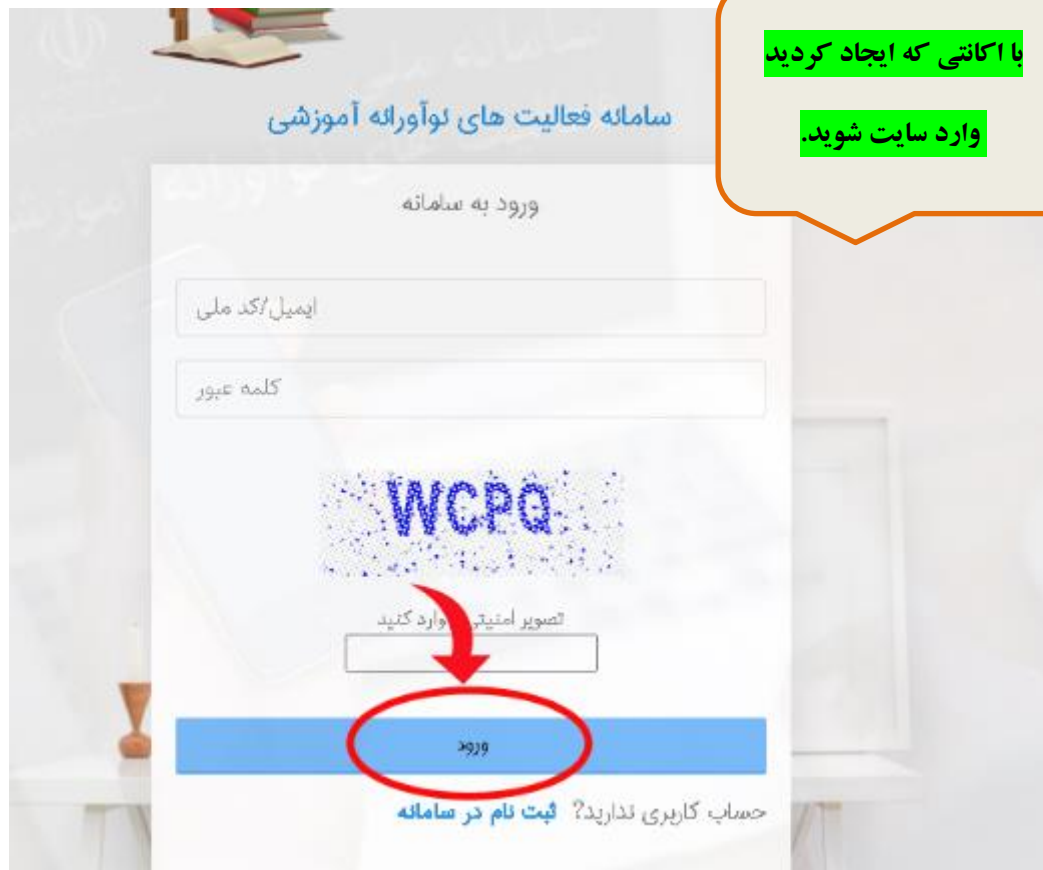 با اکانتی که ایجاد کردید
وارد سایت شوید.
سامانه فعالیت های نوآورانه آموزشی
ورود به سامانه
ایمیل/کد ملی
کلمه عبور
WCPQ
تصویر امنیتی وارد کنید
ورود
حساب کاربری ندارید? ثبت نام در سامانه